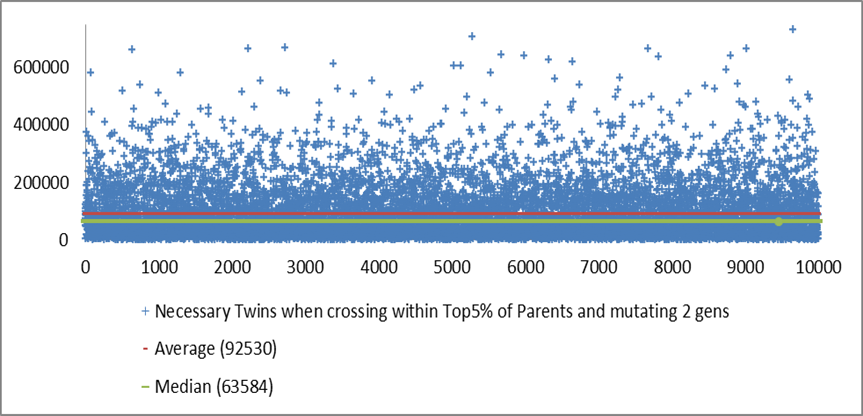 600000
400000
200000
0
0 1000 2000 3000 4000 5000 6000 7000 8000 9000 10000
Necessary Twins when crossing within Top5% of Parents and mutating 2 gens
Average (92530)
Median (63584)